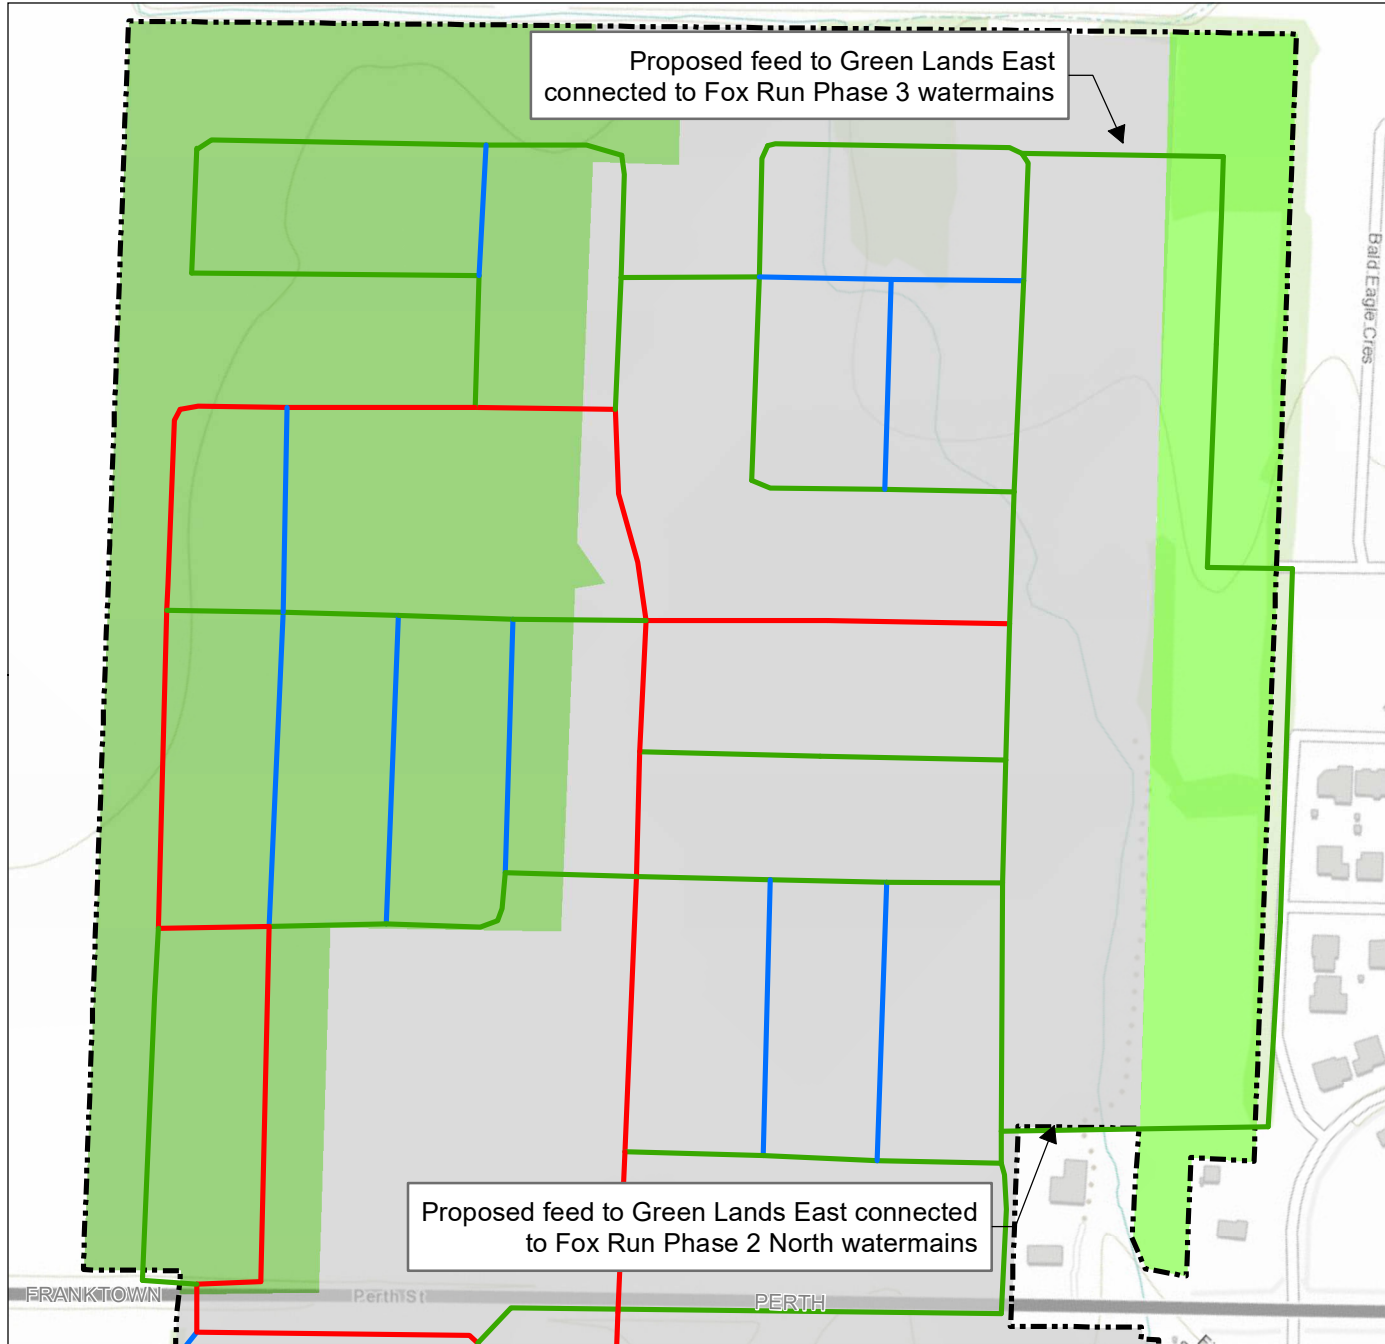 Proposed feed to Green Lands East
connected to Fox Run Phase 3 watermains
Bald Eagle Cres
Proposed feed to Green Lands East connected
to Fox Run Phase 2 North watermains
FRANKTOWN
Perth St
PERTH